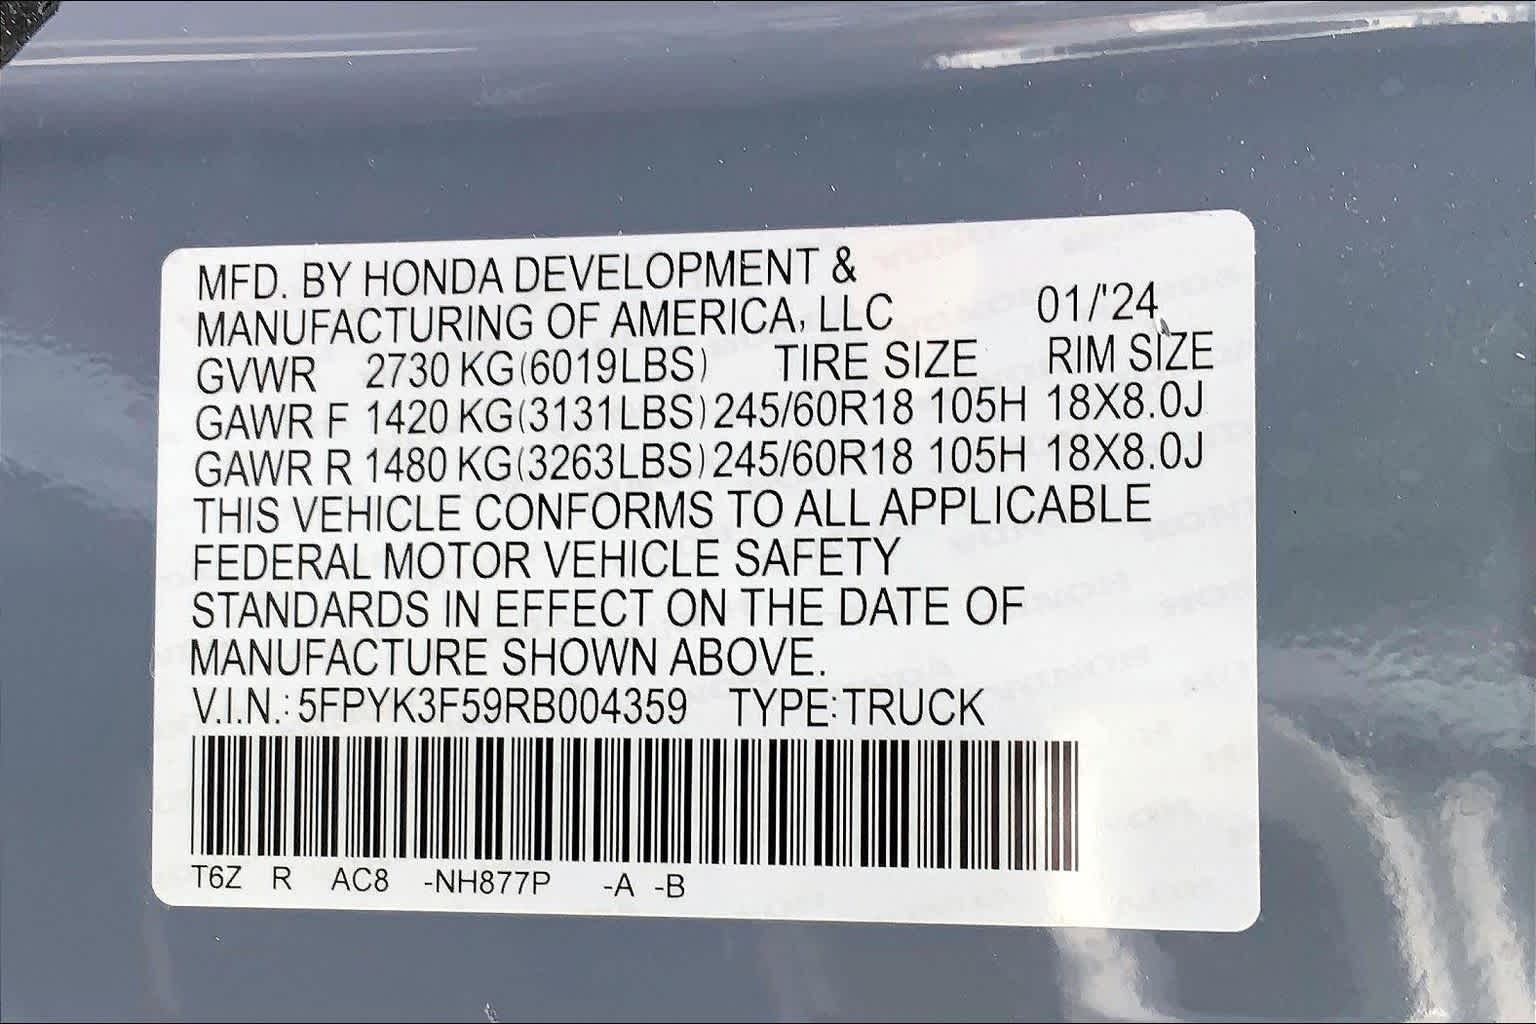 MFD. BY HONDA DEVELOPMENT &
MANUFACTURING OF AMERICA, LLC 01/'24
GVWR 2730 KG(6019LBS) TIRE SIZE RIM SIZE
GAWR F 1420 KG(3131LBS) 245/60R18 105H 18X8.0J
GAWR R 1480 KG(3263LBS) 245/60R18 105H 18X8.0J
THIS VEHICLE CONFORMS TO ALL APPLICABLE
FEDERAL MOTOR VEHICLE SAFETY
STANDARDS IN EFFECT ON THE DATE OF
MANUFACTURE SHOWN ABOVE.
V.I.N.: 5FPYK3F59RB004359 TYPE:TRUCK
T6Z R AC8 -NH877P -A -B